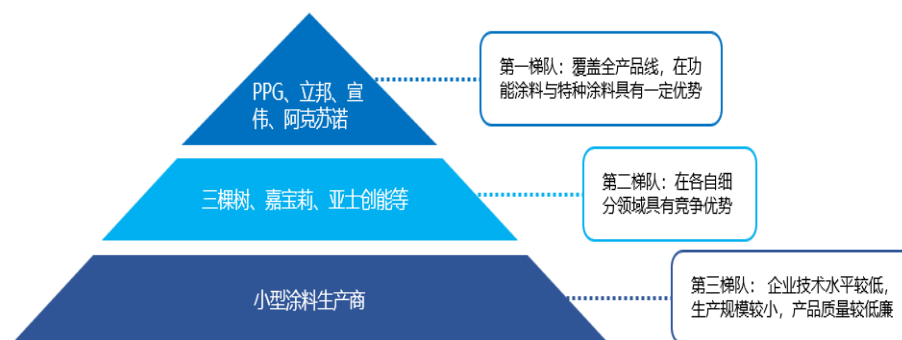 PPG、立邦、宣
伟、阿克苏诺
第一梯队：覆盖全产品线，在功
能涂料与特种涂料具有一定优势
三棵树、嘉宝莉、亚士创能等
第二梯队：在各自细
分领域具有竞争优势
小型涂料生产商
第三梯队： 企业技术水平较低，
生产规模较小，产品质量较低廉